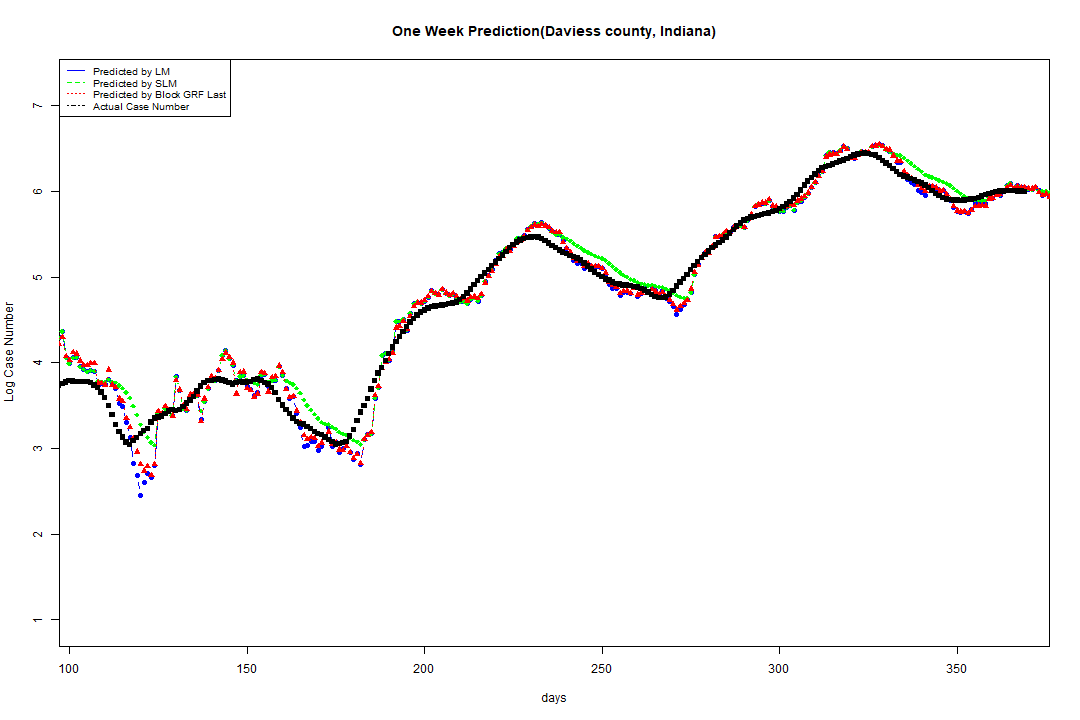 One Week Prediction(Daviess county, Indiana)
Predicted by LM
Predicted by SLM
Predicted by Block GRF Last
Actual Case Number
7
6
5
4
3
2
1
Log Case Number
100 150 200 250 300 350
days